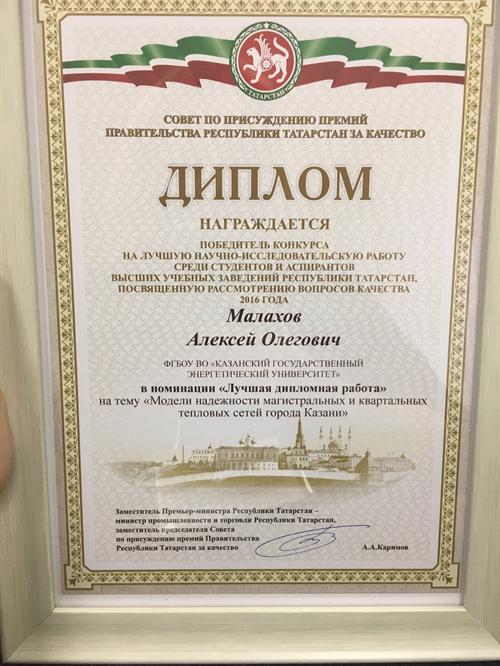 ТАТАРСТАН
СОВЕТ ПО ПРИСУЖДЕНИЮ ПРЕМИЙ
ПРАВИТЕЛЬСТВА РЕСПУБЛИКИ ТАТАРСТАН ЗА КАЧЕСТВО
ДИПЛОМ
НАГРАЖДАЕТСЯ
ПОБЕДИТЕЛЬ КОНКУРСА
НА ЛУЧШУЮ НАУЧНО-ИССЛЕДОВАТЕЛЬСКУЮ РАБОТУ
СРЕДИ СТУДЕНТОВ И АСПИРАНТОВ
ВЫСШИХ УЧЕБНЫХ ЗАВЕДЕНИЙ РЕСПУБЛИКИ ТАТАРСТАН,
ПОСВЯЩЕННУЮ РАССМОТРЕНИЮ ВОПРОСОВ КАЧЕСТВА
2016 ГОДА
Малахов
Алексей Олегович
ФГБОУ ВО «КАЗАНСКИЙ ГОСУДАРСТВЕННЫЙ
ЭНЕРГЕТИЧЕСКИЙ УНИВЕРСИТЕТ»
в номинации «Лучшая дипломная работа»
на тему «Модели надежности магистральных и квартальных
тепловых сетей города Казани»
Заместитель Премьер-министра Республики Татарстан –
министр промышленности и торговли Республики Татарстан,
заместитель председателя Совета
по присуждению премий Правительства
Республики Татарстан за качество
А.А.Каримов